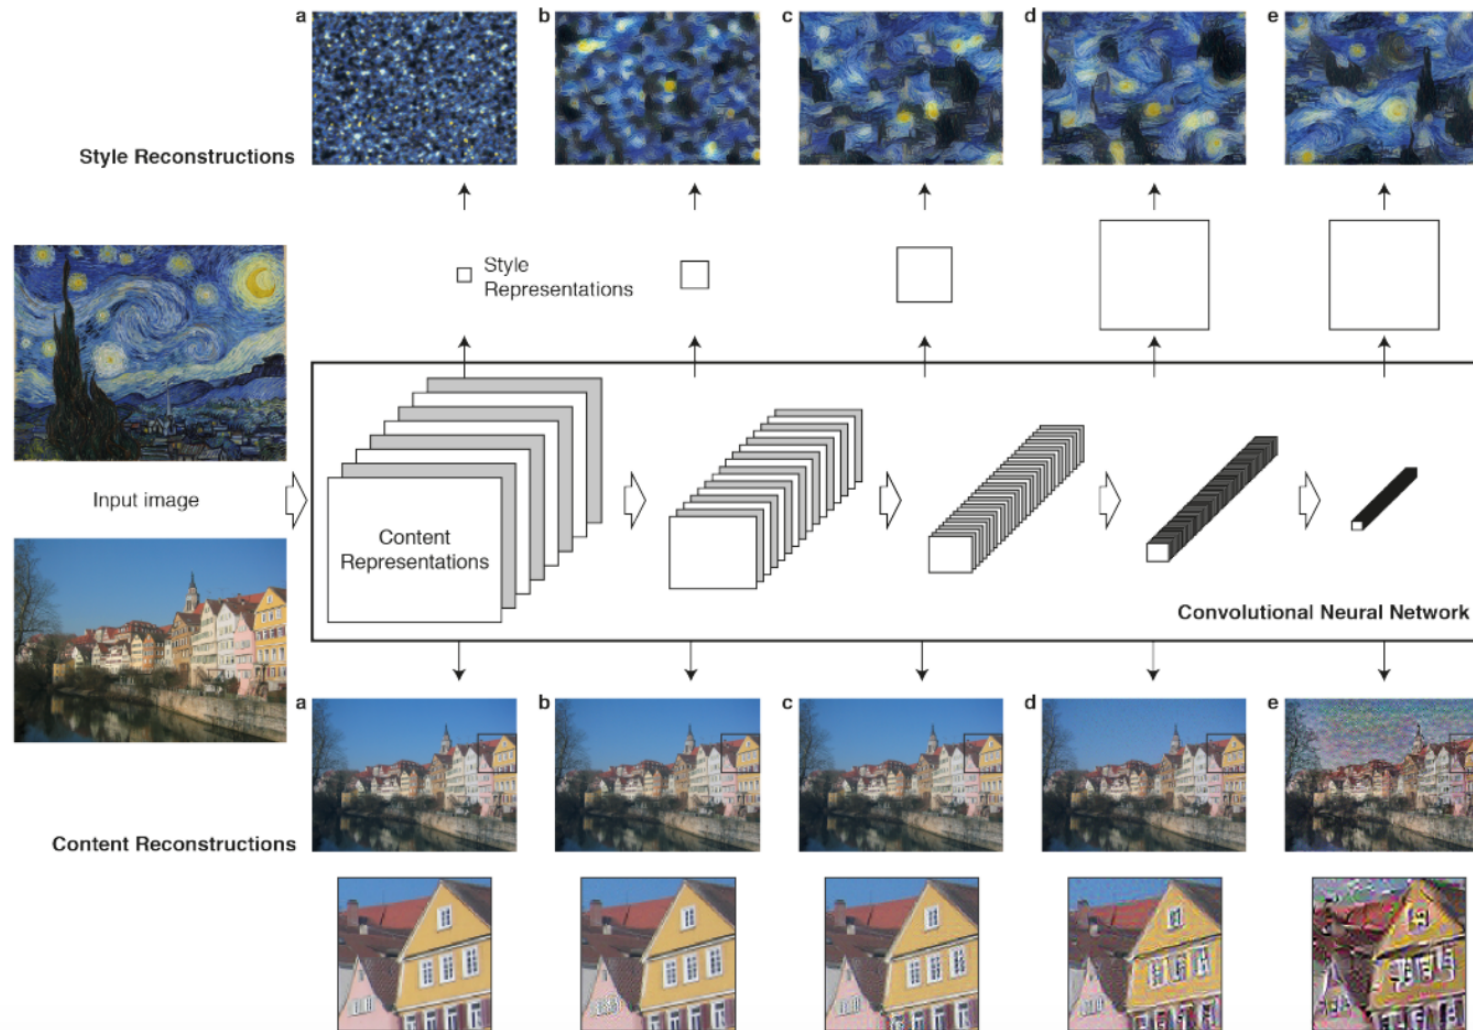 a
b
c
d
e
Style Reconstructions
Style
Representations
Input image
Content
Representations
Convolutional Neural Network
a
b
c
d
e
Content Reconstructions